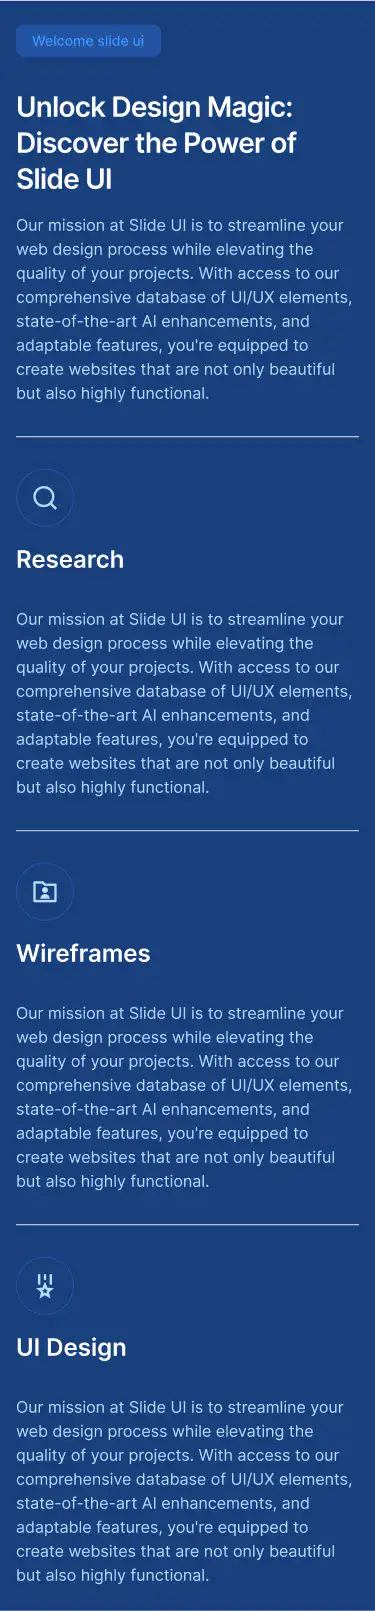 Welcome slide ui
Unlock Design Magic:
Discover the Power of
Slide UI
Our mission at Slide UI is to streamline your
web design process while elevating the
quality of your projects. With access to our
comprehensive database of UI/UX elements,
state-of-the-art AI enhancements, and
adaptable features, you're equipped to
create websites that are not only beautiful
but also highly functional.
Research
Our mission at Slide UI is to streamline your
web design process while elevating the
quality of your projects. With access to our
comprehensive database of UI/UX elements,
state-of-the-art AI enhancements, and
adaptable features, you're equipped to
create websites that are not only beautiful
but also highly functional.
Wireframes
Our mission at Slide UI is to streamline your
web design process while elevating the
quality of your projects. With access to our
comprehensive database of UI/UX elements,
state-of-the-art AI enhancements, and
adaptable features, you're equipped to
create websites that are not only beautiful
but also highly functional.
UI Design
Our mission at Slide UI is to streamline your
web design process while elevating the
quality of your projects. With access to our
comprehensive database of UI/UX elements,
state-of-the-art AI enhancements, and
adaptable features, you're equipped to
create websites that are not only beautiful
but also highly functional.